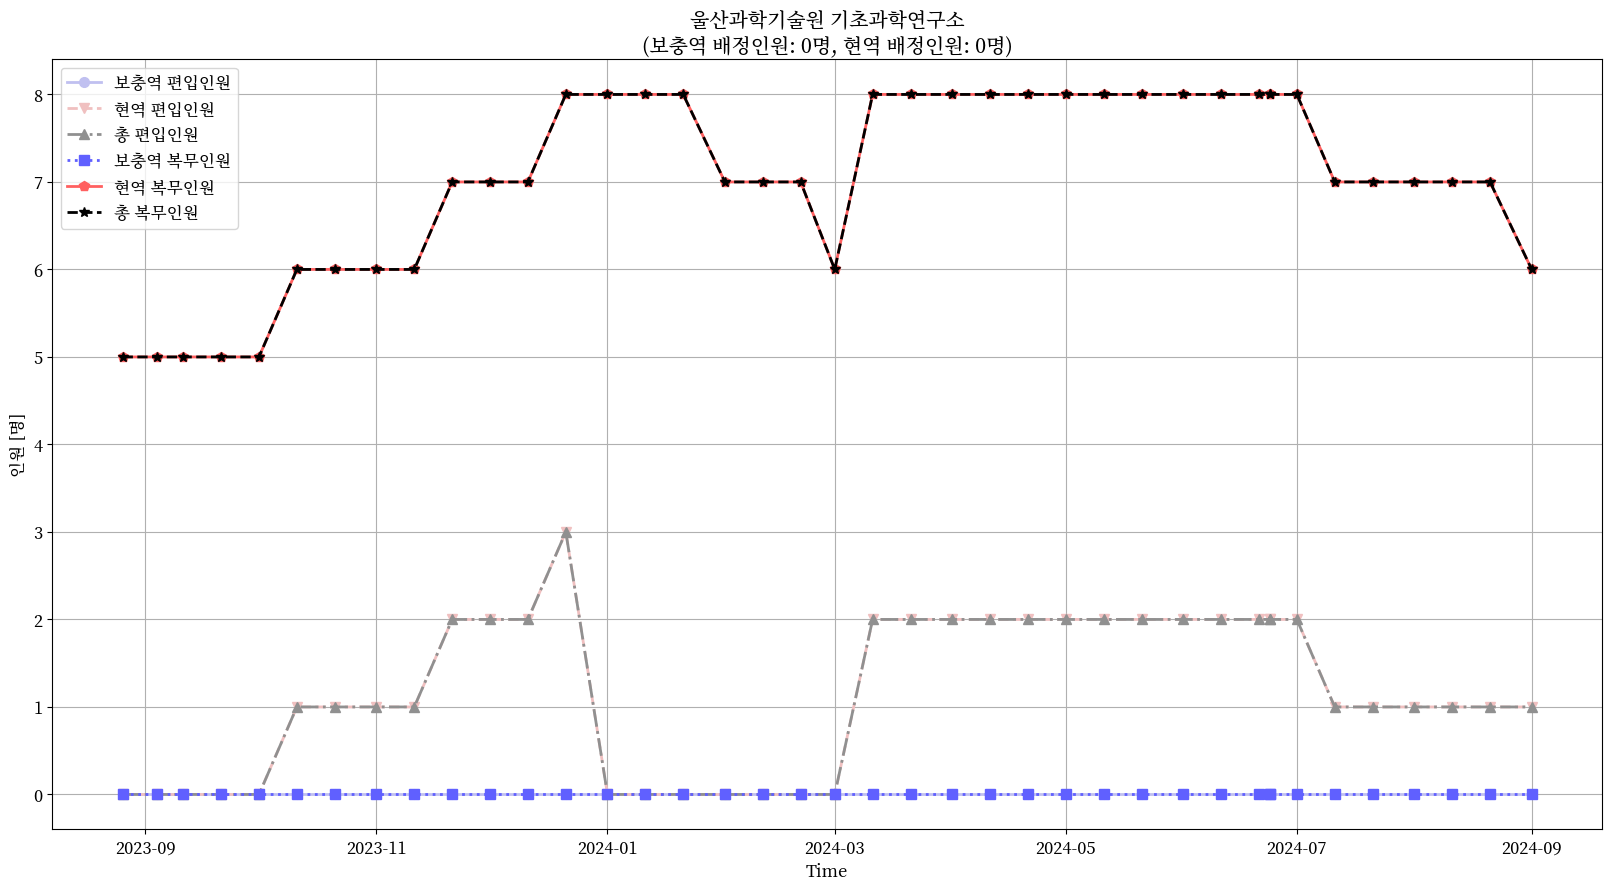 울산과학기술원 기초과학연구소
(보충역 배정인원: 0명, 현역 배정인원: 0명)
보충역 편입인원
현역 편입인원
총 편입인원
보충역 복무인원
현역 복무인원
총 복무인원
인원 [명]
8
7
6
5
4
3
2
1
0
2023-09
2023-11
2024-01
2024-03
2024-05
2024-07
2024-09
Time